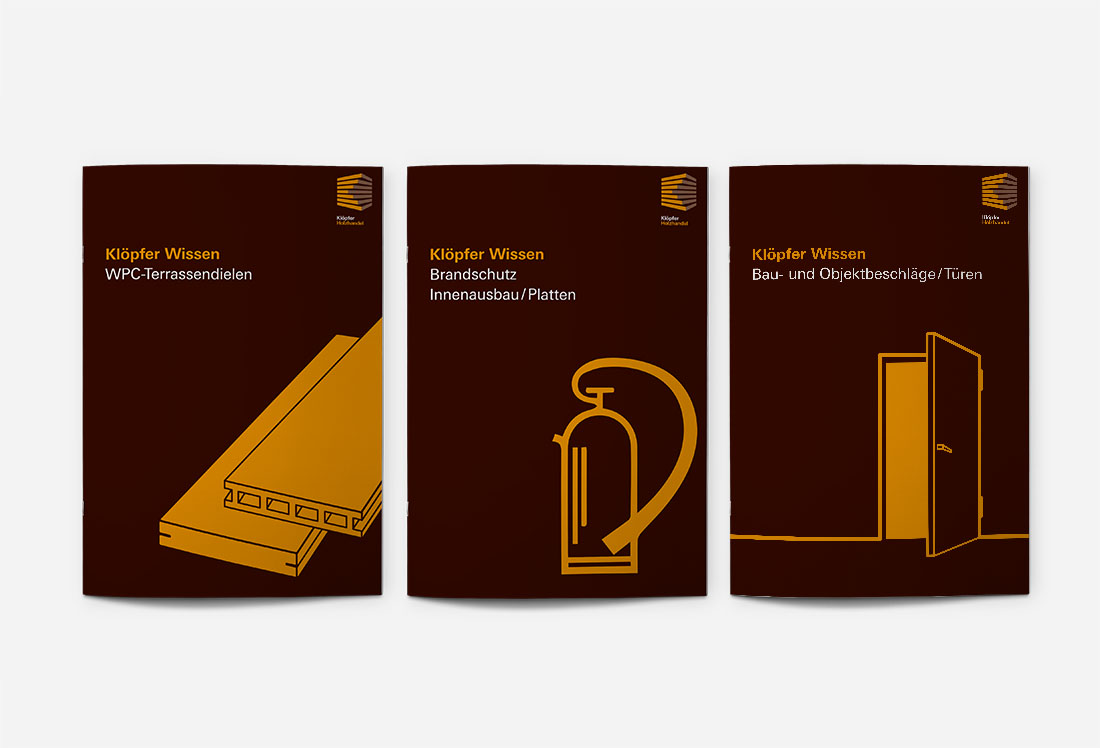 Klöpfer
Holzhandel
Klöpfer Wissen
WPC-Terrassendielen
Klöpfer
Holzhandel
Klöpfer Wissen
Brandschutz
Innenausbau/Platten
Klöpfer
Holzhandel
Klöpfer Wissen
Bau- und Objektbeschläge/Türen